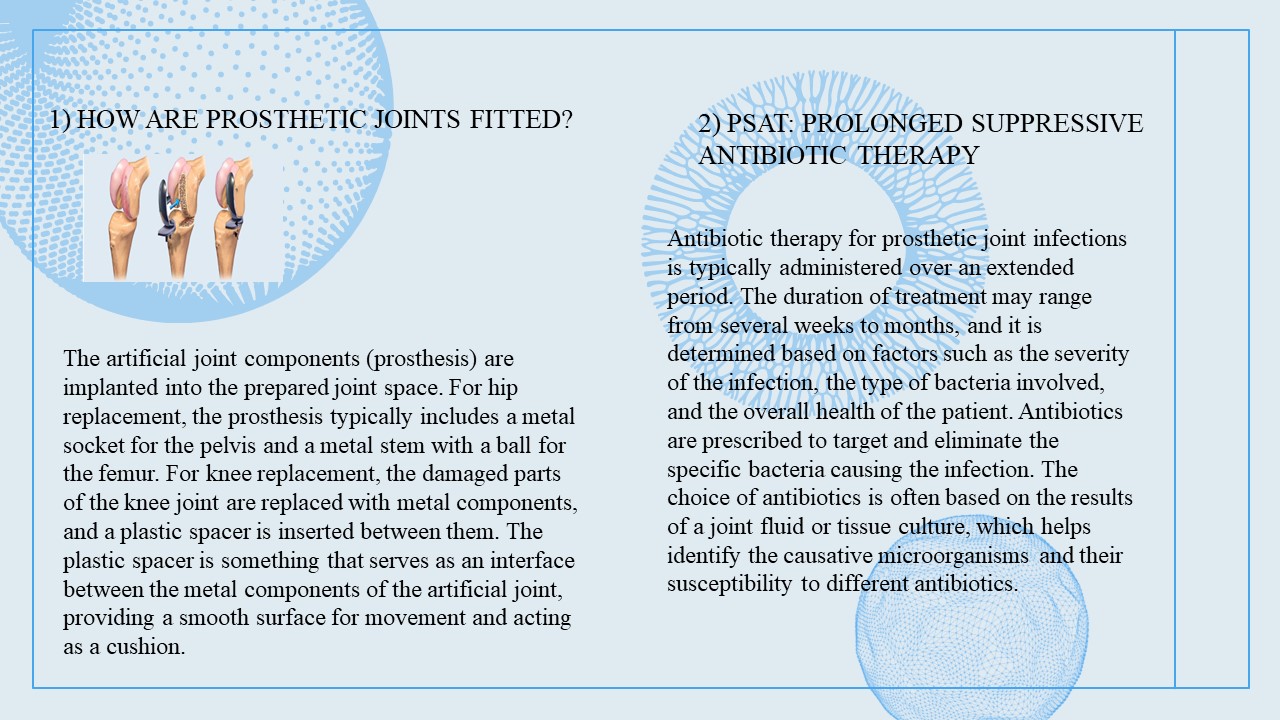 1) HOW ARE PROSTHETIC JOINTS FITTED?
The artificial joint components (prosthesis) are
implanted into the prepared joint space. For hip
replacement, the prosthesis typically includes a metal
socket for the pelvis and a metal stem with a ball for
the femur. For knee replacement, the damaged parts
of the knee joint are replaced with metal components,
and a plastic spacer is inserted between them. The
plastic spacer is something that serves as an interface
between the metal components of the artificial joint,
providing a smooth surface for movement and acting
as a cushion.
2) PSAT: PROLONGED SUPPRESSIVE
ANTIBIOTIC THERAPY
Antibiotic therapy for prosthetic joint infections
is typically administered over an extended
period. The duration of treatment may range
from several weeks to months, and it is
determined based on factors such as the severity
of the infection, the type of bacteria involved,
and the overall health of the patient. Antibiotics
are prescribed to target and eliminate the
specific bacteria causing the infection. The
choice of antibiotics is often based on the results
of a joint fluid or tissue culture, which helps
identify the causative microorganisms and their
susceptibility to different antibiotics.